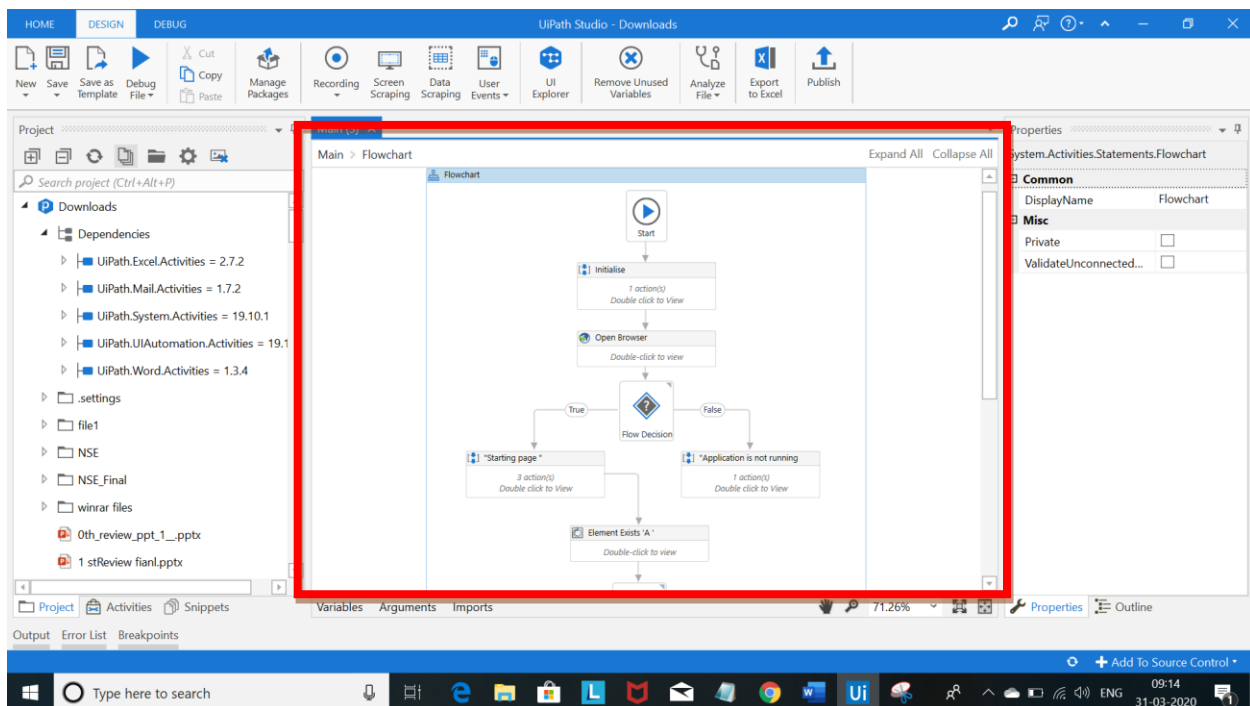 HOME DESIGN DEBUG UiPath Studio - Downloads
New Save Save as Template Debug File Cut Copy Paste Manage Packages Recording Screen Scraping Data Scraping User Events UI Explorer Remove Unused Variables Analyze File Export to Excel Publish
Project
Search project (Ctrl+Alt+P)
Downloads
Dependencies
UiPath.Excel.Activities = 2.7.2
UiPath.Mail.Activities = 1.7.2
UiPath.System.Activities = 19.10.1
UiPath.UIAutomation.Activities = 19.1
UiPath.Word.Activities = 1.3.4
.settings
file1
NSE
NSE_Final
winrar files
0th_review_ppt_1__.pptx
1 stReview fianl.pptx
Project Activities Snippets
Main > Flowchart Expand All Collapse All
Flowchart
Start
Initialise
1 action(s)
Double click to View
Open Browser
Double-click to view
True False
Flow Decision
"Starting page "
3 action(s)
Double click to View
"Application is not running
1 action(s)
Double click to View
Element Exists 'A '
Double-click to view
Variables Arguments Imports 71.26%
Properties
System.Activities.Statements.Flowchart
Common
DisplayName Flowchart
Misc
Private
ValidateUnconnected...
Properties Outline
Output Error List Breakpoints
Add To Source Control
Type here to search L Ui ENG 09:14
31-03-2020 1